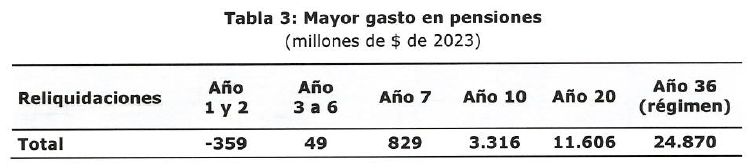 Tabla 3: Mayor gasto en pensiones
(millones de $ de 2023)
Reliquidaciones Año 1 y 2 Año 3 a 6 Año 7 Año 10 Año 20 Año 36 (régimen)
Total -359 49 829 3.316 11.606 24.870